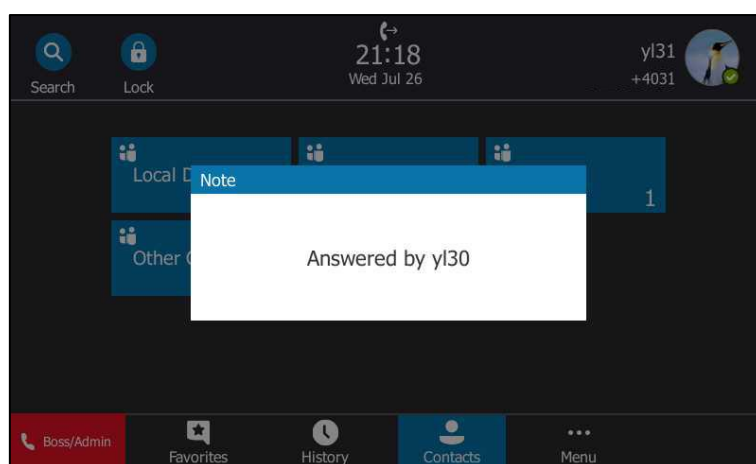 21:18
Wed Jul 26
yl31
+4031
Search
Lock
Local D
1
Other
Note
Answered by yl30
Boss/Admin
Favorites
History
Contacts
Menu